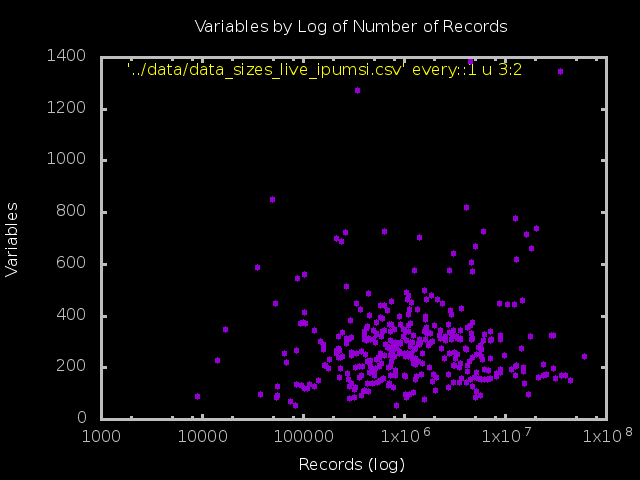 Variables by Log of Number of Records
'../data/data_sizes_live_ipumsi.csv' every::1 u 3:2
1400
1200
1000
800
600
400
200
0
Variables
1000 10000 100000 1x10^6 1x10^7 1x10^8
Records (log)